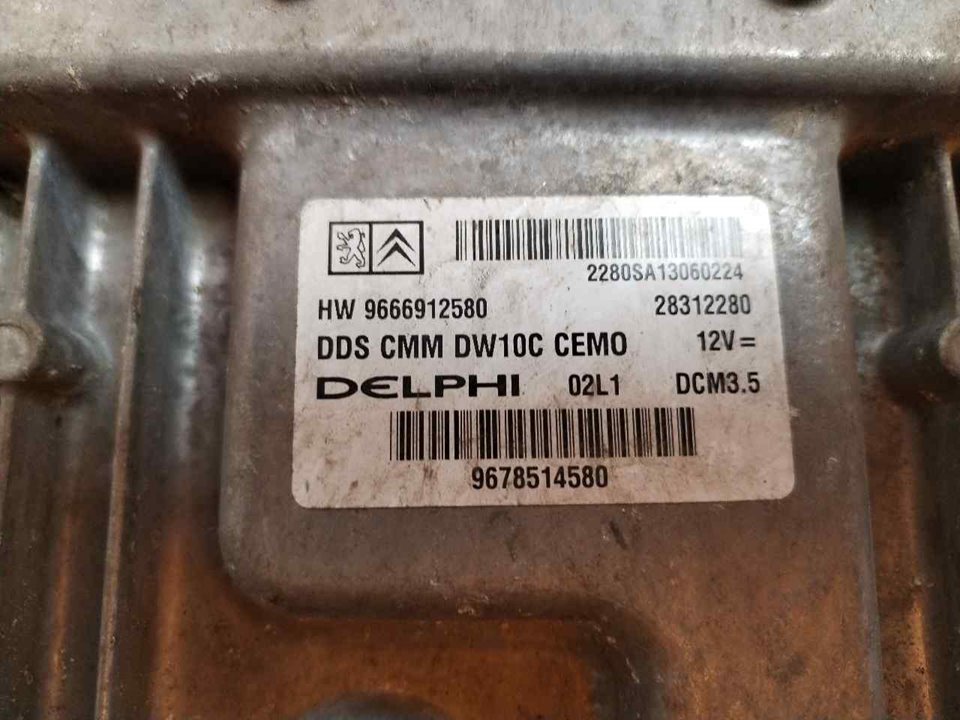 2280SA13060224
HW 9666912580 28312280
DDS CMM DW10C CEMO 12V =
DELPHI 02L1 DCM3.5
9678514580